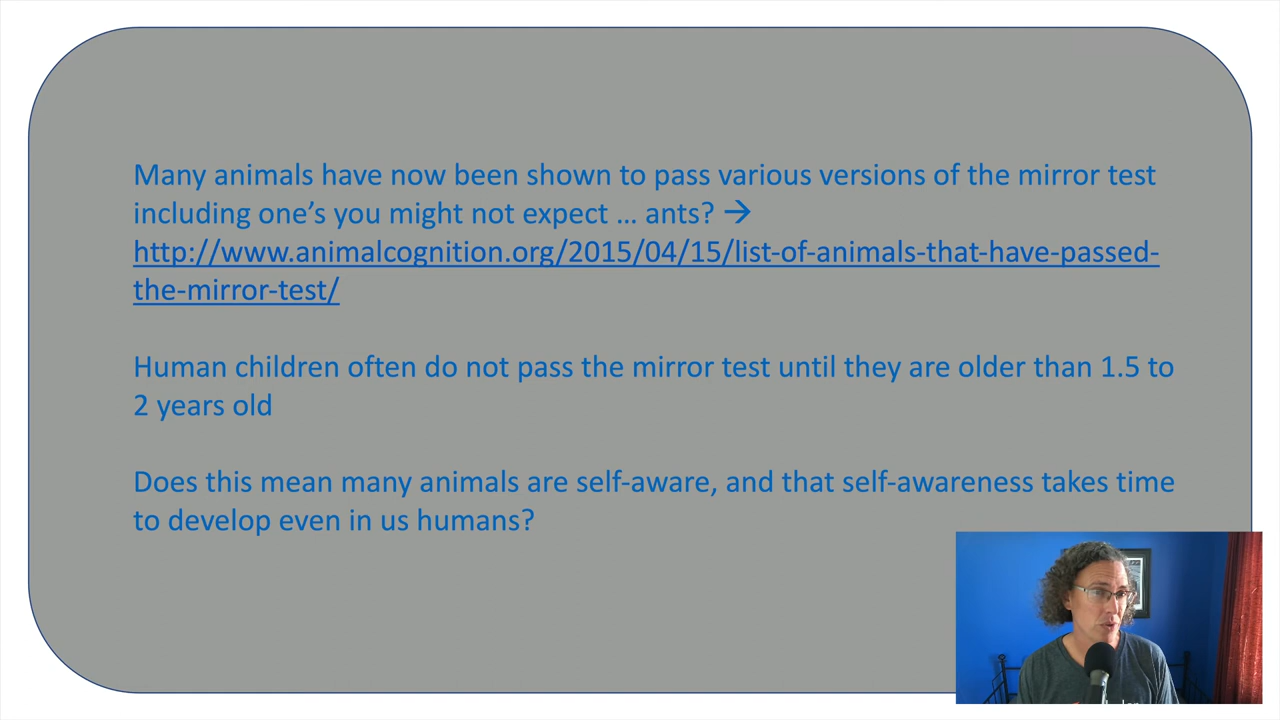 Many animals have now been shown to pass various versions of the mirror test
including one's you might not expect … ants? →
http://www.animalcognition.org/2015/04/15/list-of-animals-that-have-passed-
the-mirror-test/
Human children often do not pass the mirror test until they are older than 1.5 to
2 years old
Does this mean many animals are self-aware, and that self-awareness takes time
to develop even in us humans?